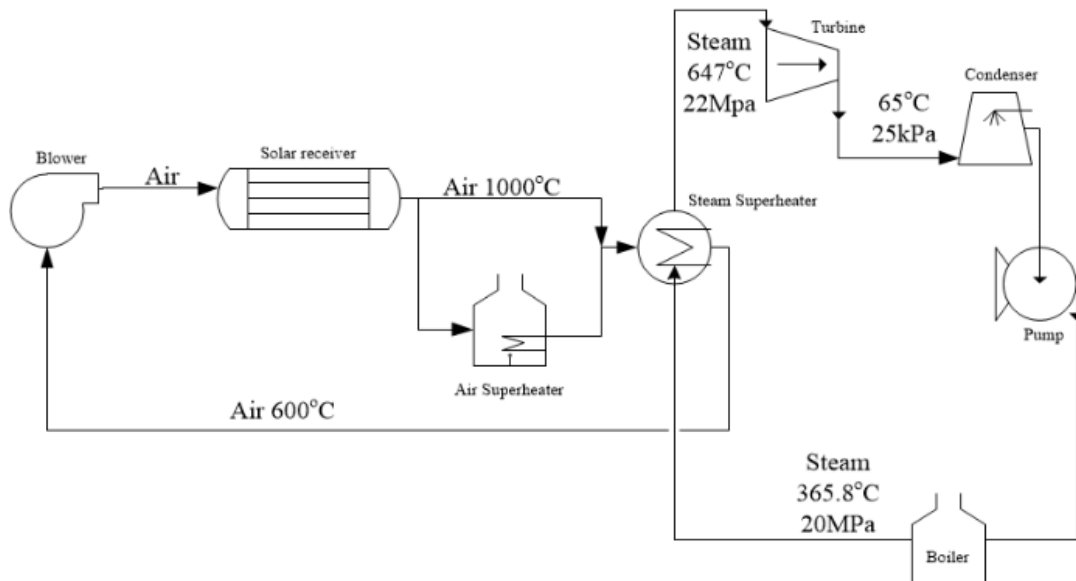 Turbine
Steam
647°C
22Mpa
Condenser
65°C
25kPa
Blower
Solar receiver
Air
Air 1000°C
Steam Superheater
Pump
Air Superheater
Air 600°C
Steam
365.8°C
20MPa
Boiler